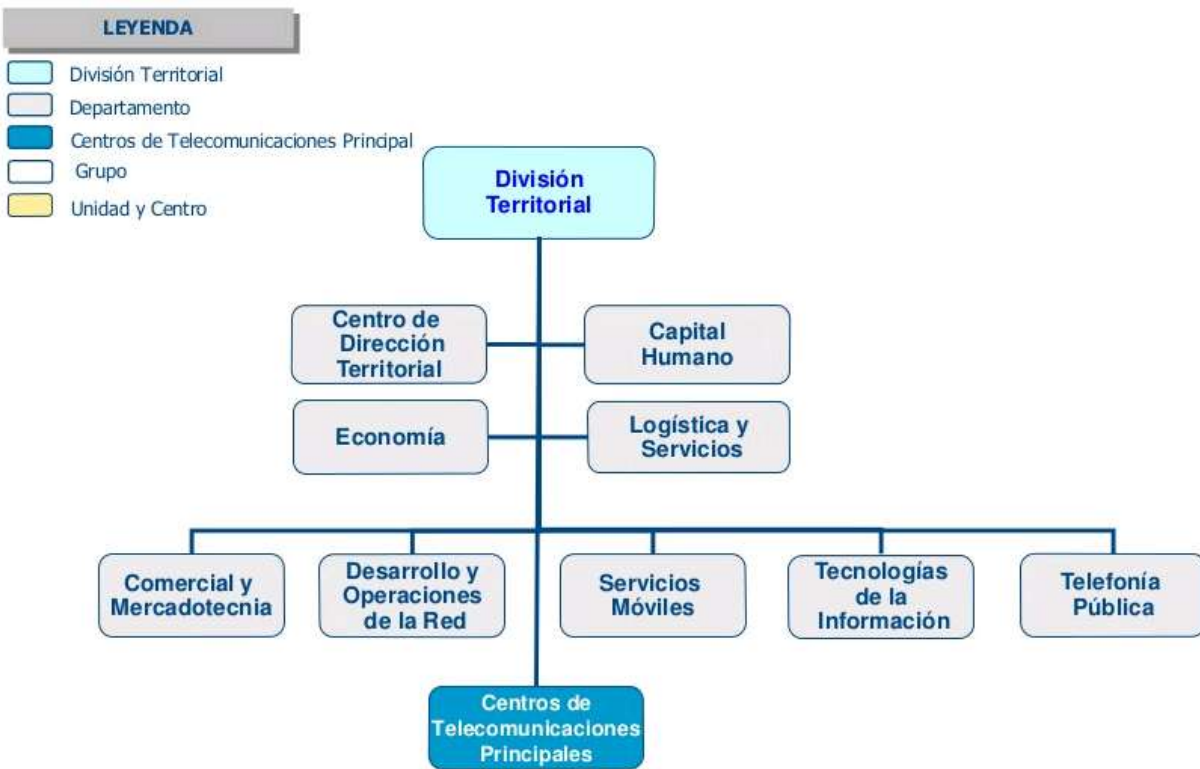 LEYENDA
División Territorial
Departamento
Centros de Telecomunicaciones Principal
Grupo
Unidad y Centro
División
Territorial
Centro de
Dirección
Territorial
Capital
Humano
Economía
Logística y
Servicios
Comercial y
Mercadotecnia
Desarrollo y
Operaciones
de la Red
Servicios
Móviles
Tecnologías
de la
Información
Telefonía
Pública
Centros de
Telecomunicaciones
Principales